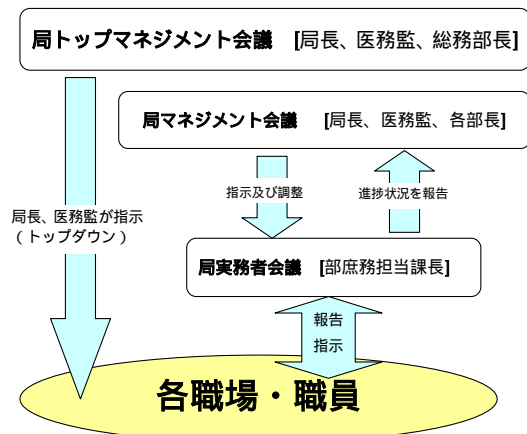 局トップマネジメント会議　[局長、医務監、総務部長]
局マネジメント会議　[局長、医務監、各部長]
指示及び調整
進捗状況を報告
局長、医務監が指示
（トップダウン）
局実務者会議　[部庶務担当課長]
報告
指示
各職場・職員